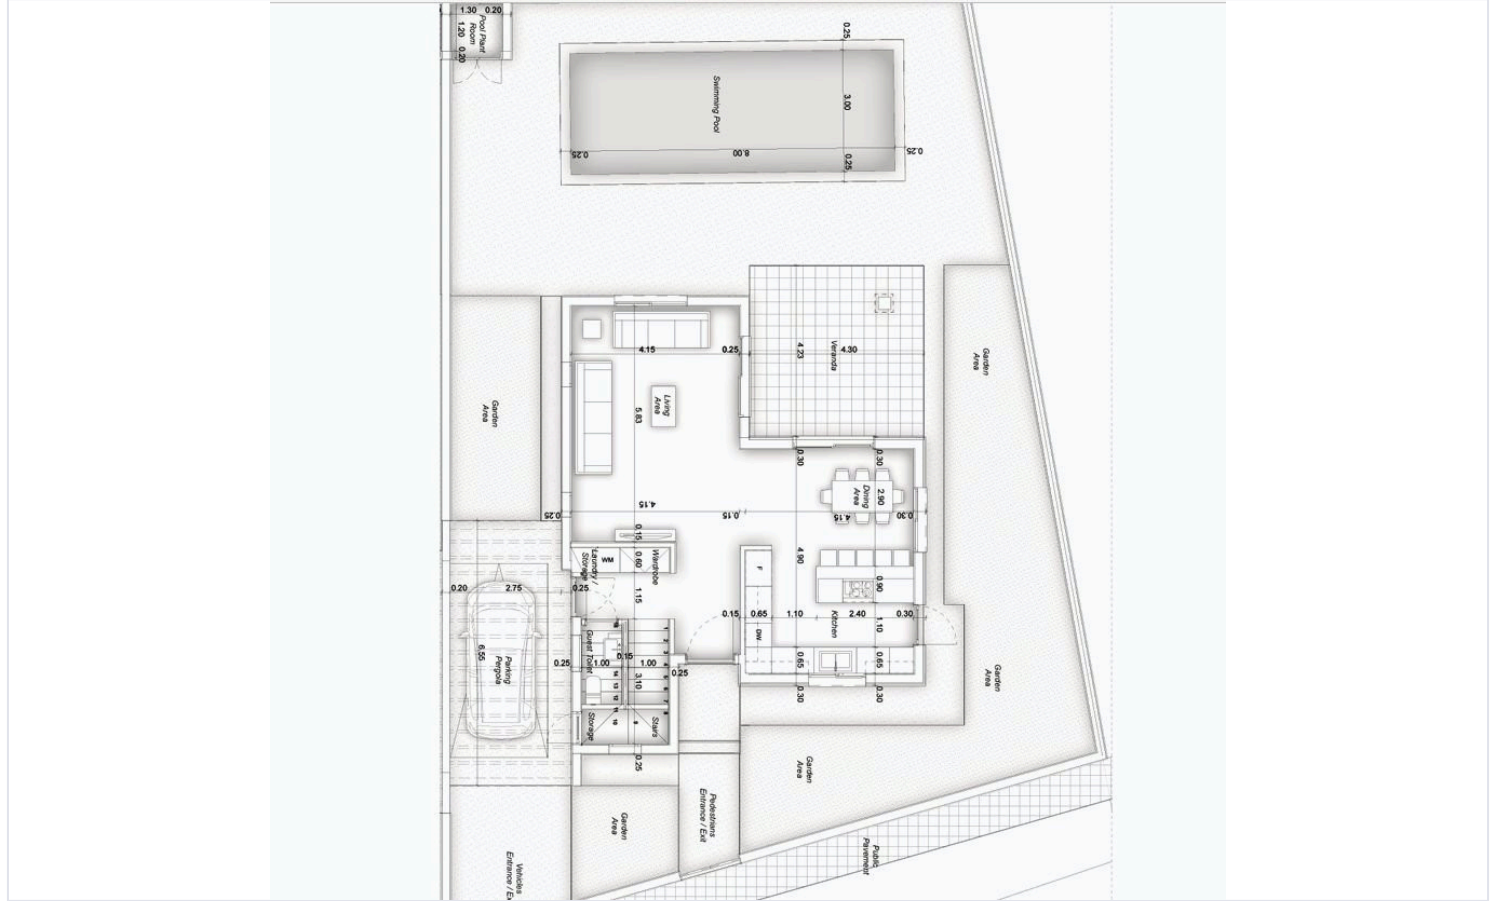 1.30 0.20
1.20
0.20
Pool Plant
Room
0.25
3.00
0.25
Swimming Pool
0.25
8.00
0.25
4.15
0.25
4.23
Veranda
4.30
Garden
Area
Garden
Area
Living
Area
5.83
0.30
0.30
Dining
Area
2.90
0.25
4.15
0.15
4.15
0.30
0.15
Laundry /
Storage
WM
0.60
Wardrobe
4.90
F
0.90
0.20
2.75
0.25
1.15
0.15
0.65
1.10
2.40
0.30
DW
Kitchen
1.10
Guest Toilet
6.55
Parking
Pergola
0.25
1.00
0.15
1.00
0.25
3.10
0.65
0.65
0.30
0.30
Garden
Area
Storage
Stairs
0.25
Garden
Area
Garden
Area
Pedestrians
Entrance / Exit
Public
Pavement
Vehicles
Entrance / Ex